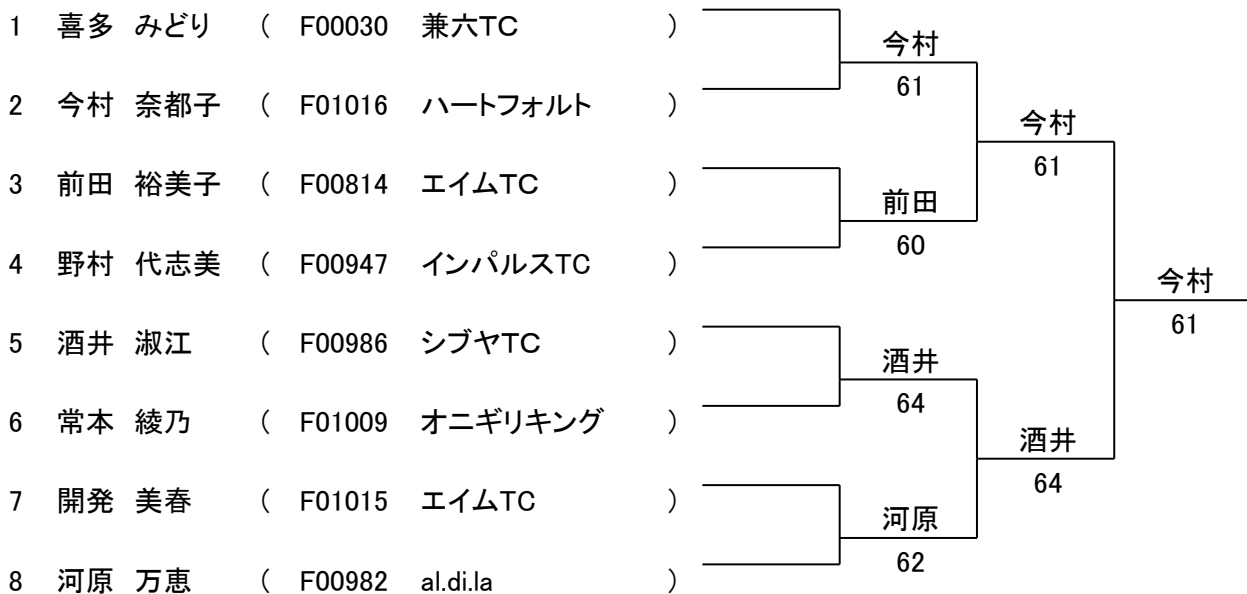 1 喜多 みどり ( F00030 兼六TC )
今村
61
2 今村 奈都子 ( F01016 ハートフォルト )
今村
61
3 前田 裕美子 ( F00814 エイムTC )
前田
60
4 野村 代志美 ( F00947 インパルスTC )
今村
61
5 酒井 淑江 ( F00986 シブヤTC )
酒井
64
6 常本 綾乃 ( F01009 オニギリキング )
酒井
64
7 開発 美春 ( F01015 エイムTC )
河原
62
8 河原 万恵 ( F00982 al.di.la )